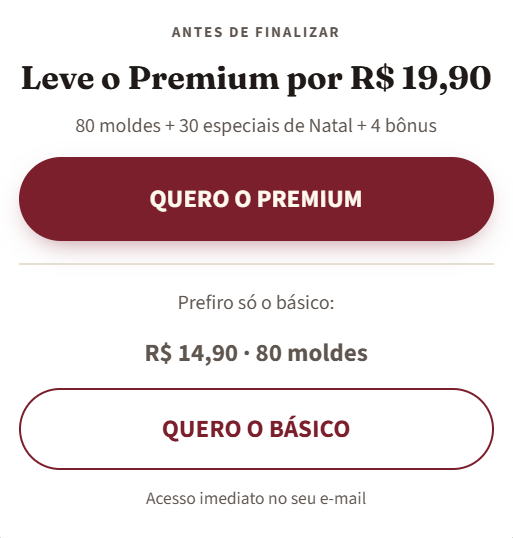 ANTES DE FINALIZAR
Leve o Premium por R$ 19,90
80 moldes + 30 especiais de Natal + 4 bônus
QUERO O PREMIUM
Prefiro só o básico:
R$ 14,90 · 80 moldes
QUERO O BÁSICO
Acesso imediato no seu e-mail